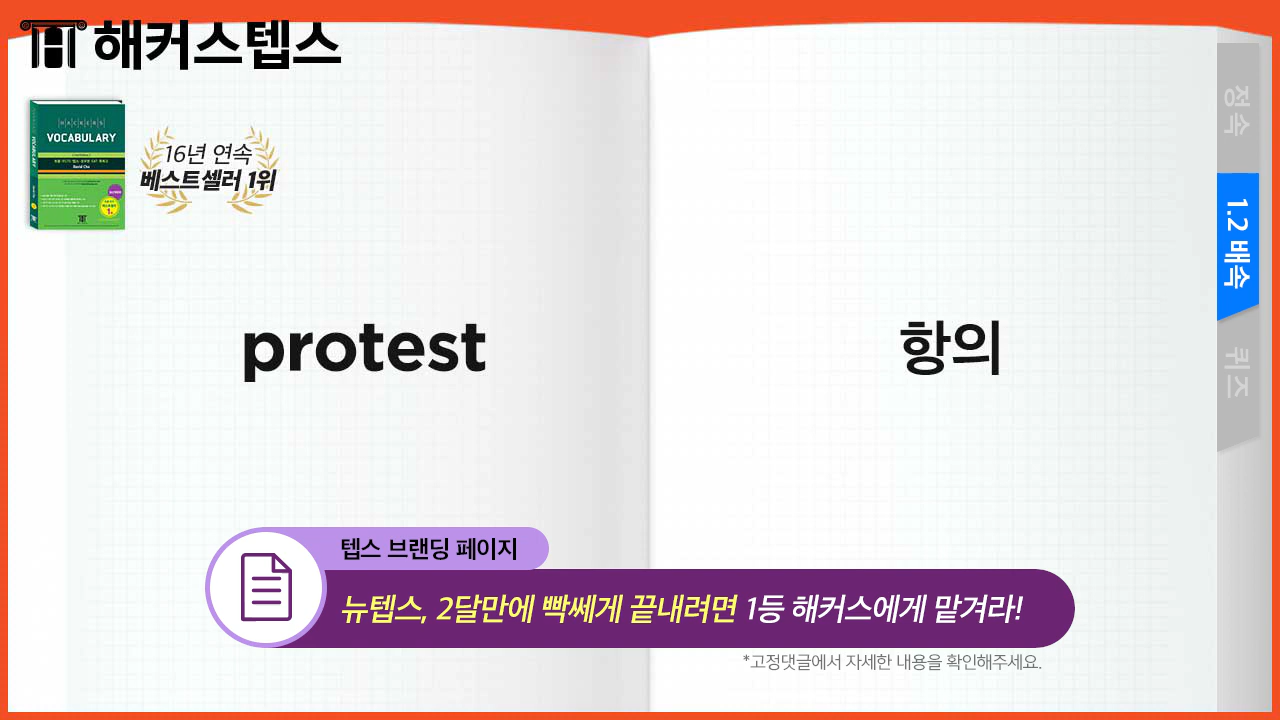 해커스텝스
HACKERS
VOCABULARY
David Cho
VOCABULARY
16년 연속
베스트셀러 1위
정속
1.2 배속
퀴즈
protest
항의
텝스 브랜딩 페이지
뉴텝스, 2달만에 빡쎄게 끝내려면 1등 해커스에게 맡겨라!
*고정댓글에서 자세한 내용을 확인해주세요.